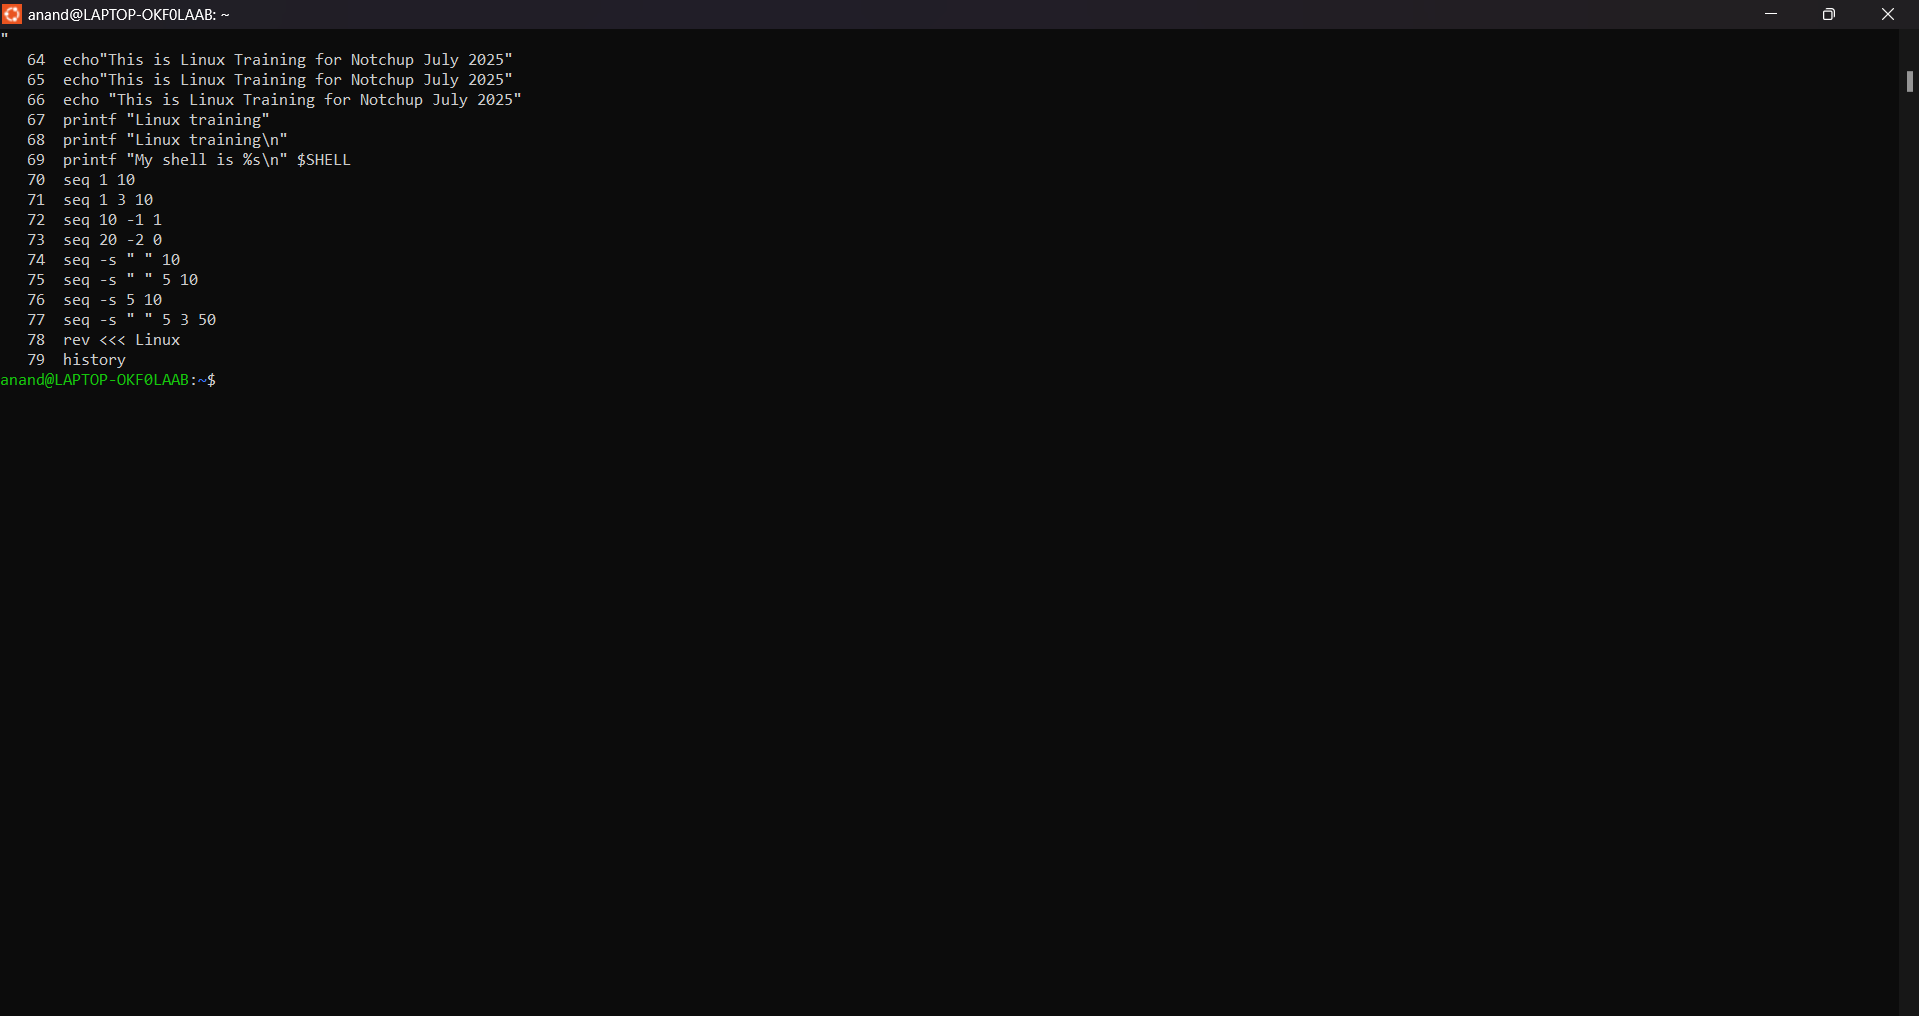 anand@LAPTOP-OKF0LAAB: ~
"
64 echo"This is Linux Training for Notchup July 2025"
65 echo"This is Linux Training for Notchup July 2025"
66 echo "This is Linux Training for Notchup July 2025"
67 printf "Linux training"
68 printf "Linux training\n"
69 printf "My shell is %s\n" $SHELL
70 seq 1 10
71 seq 1 3 10
72 seq 10 -1 1
73 seq 20 -2 0
74 seq -s " " 10
75 seq -s " " 5 10
76 seq -s 5 10
77 seq -s " " 5 3 50
78 rev <<< Linux
79 history
anand@LAPTOP-OKF0LAAB:~$